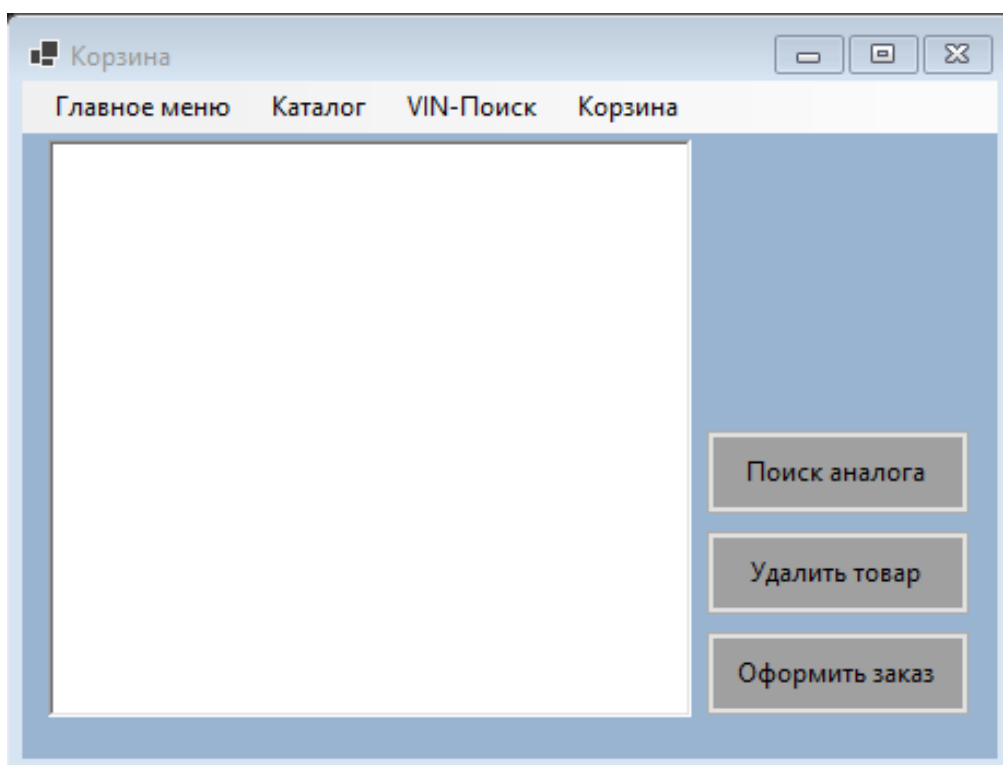 Корзина
Главное меню Каталог VIN-Поиск Корзина
Поиск аналога
Удалить товар
Оформить заказ